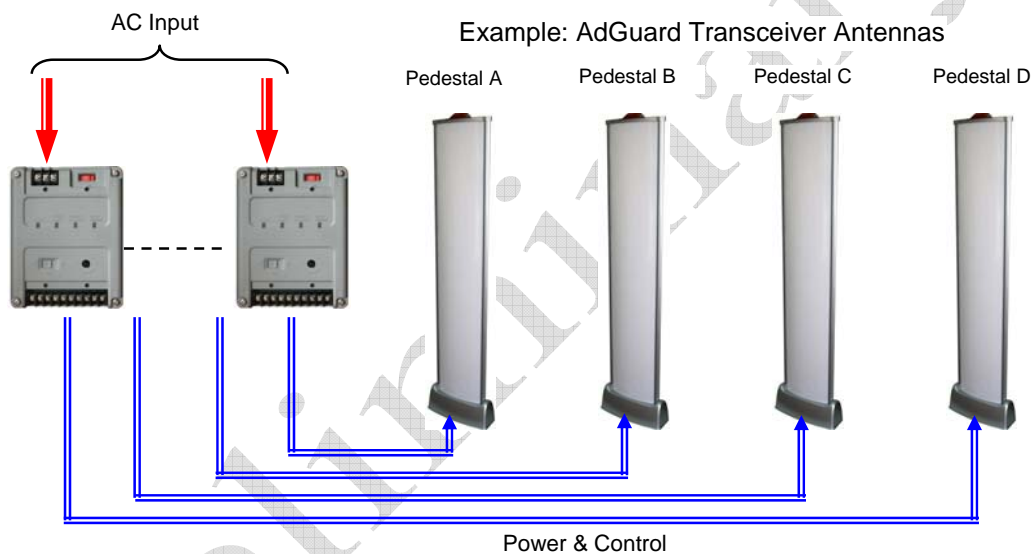 AC Input
Example: AdGuard Transceiver Antennas
Pedestal A
Pedestal B
Pedestal C
Pedestal D
Power & Control